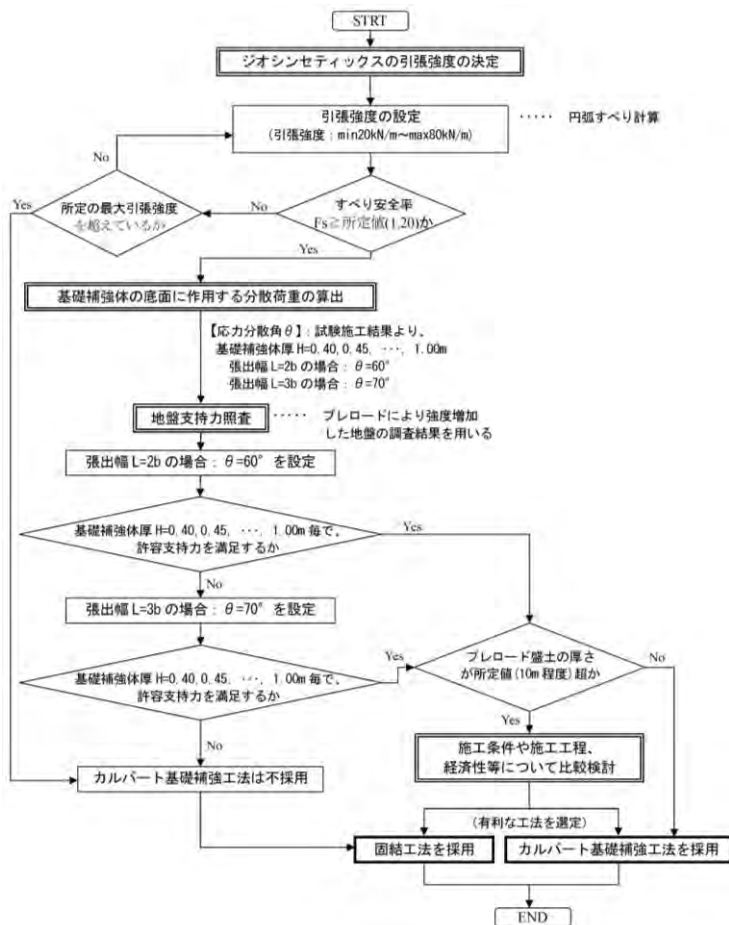 STRT
ジオシンセティックスの引張強度の決定
引張強度の設定
(引張強度：min20kN/m～max80kN/m)
‥‥‥ 円弧すべり計算
No
Yes
所定の最大引張強度
を超えているか
No
すべり安全率
Fs≧所定値(1,20)か
Yes
基礎補強体の底面に作用する分散荷重の算出
【応力分散角θ】：試験施工結果より、
基礎補強体厚 H=0.40,0.45, ‥‥, 1.00m
張出幅 L=2b の場合：θ=60°
張出幅 L=3b の場合：θ=70°
地盤支持力照査
‥‥‥ プレロードにより強度増加
した地盤の調査結果を用いる
張出幅 L=2b の場合：θ=60° を設定
基礎補強体厚 H=0.40,0.45, ‥‥, 1.00m 毎で、
許容支持力を満足するか
Yes
No
張出幅 L=3b の場合：θ=70° を設定
基礎補強体厚 H=0.40,0.45, ‥‥, 1.00m 毎で、
許容支持力を満足するか
Yes
プレロード盛土の厚さ
が所定値(10m 程度)超か
No
No
Yes
カルバート基礎補強工法は不採用
施工条件や施工工程、
経済性等について比較検討
(有利な工法を選定)
固結工法を採用
カルバート基礎補強工法を採用
END